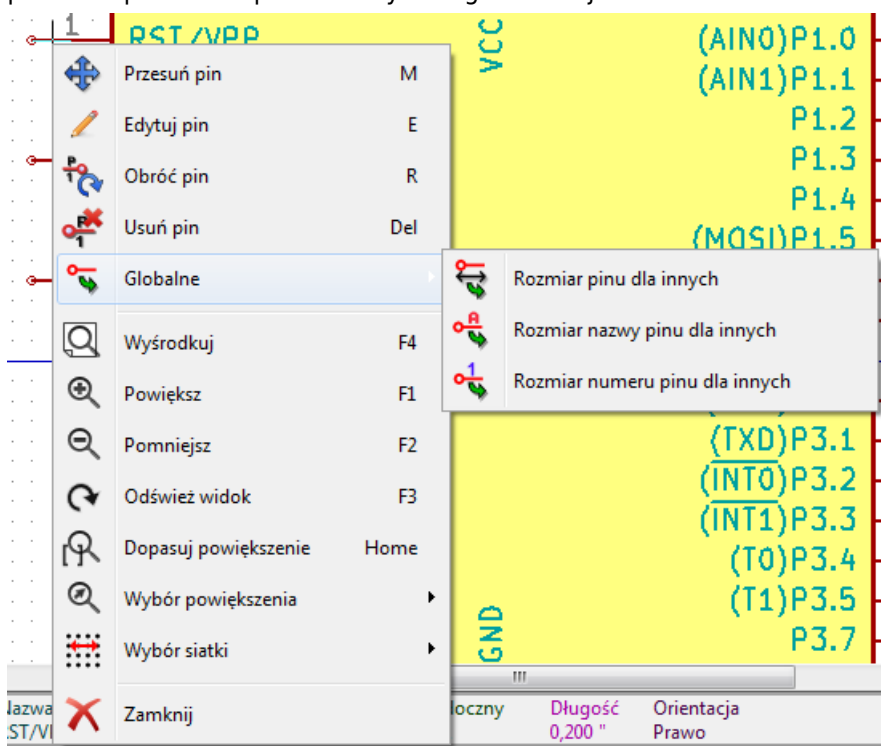 1 RST/VPP
VCC
(AIN0)P1.0
(AIN1)P1.1
P1.2
P1.3
P1.4
(MOSI)P1.5
Przesuń pin M
Edytuj pin E
Obróć pin R
Usuń pin Del
Globalne
Rozmiar pinu dla innych
Rozmiar nazwy pinu dla innych
Rozmiar numeru pinu dla innych
Wyśrodkuj F4
Powiększ F1
Pomniejsz F2
Odśwież widok F3
Dopasuj powiększenie Home
Wybór powiększenia
Wybór siatki
Zamknij
(TXD)P3.1
(INT0)P3.2
(INT1)P3.3
(T0)P3.4
(T1)P3.5
P3.7
GND
Nazwa
Długość Orientacja
0,200 " Prawo